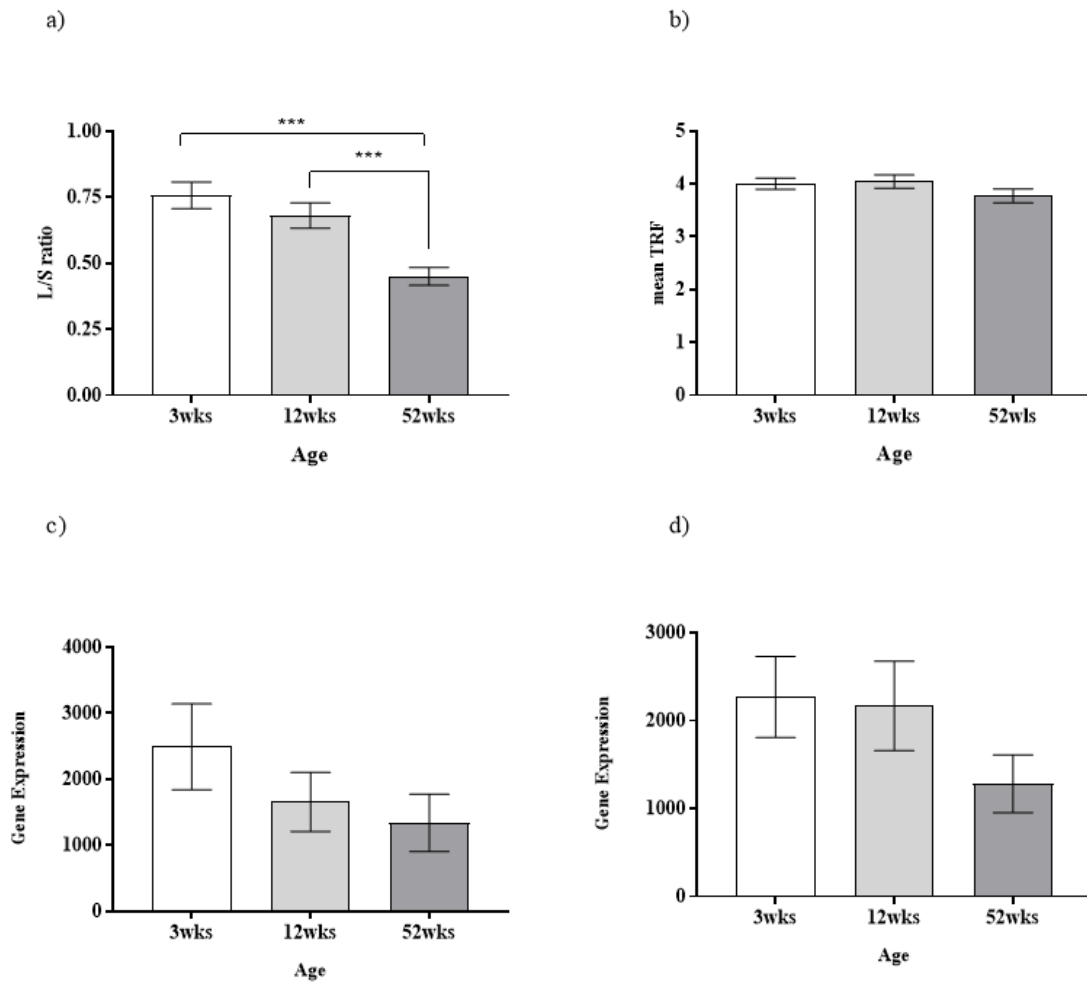 a)
***
***
1.00
0.75
0.50
0.25
0.00
L/S ratio
3wks 12wks 52wks
Age
b)
5
4
3
2
1
0
mean TRF
3wks 12wks 52wls
Age
c)
4000
3000
2000
1000
0
Gene Expression
3wks 12wks 52wks
Age
d)
3000
2000
1000
0
Gene Expression
3wks 12wks 52wks
Age